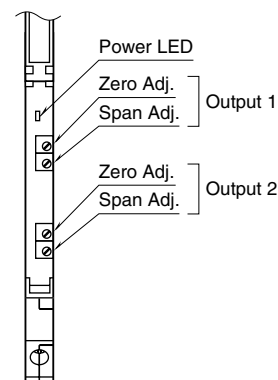 Power LED
Zero Adj.
Span Adj.
Output 1
Zero Adj.
Span Adj.
Output 2